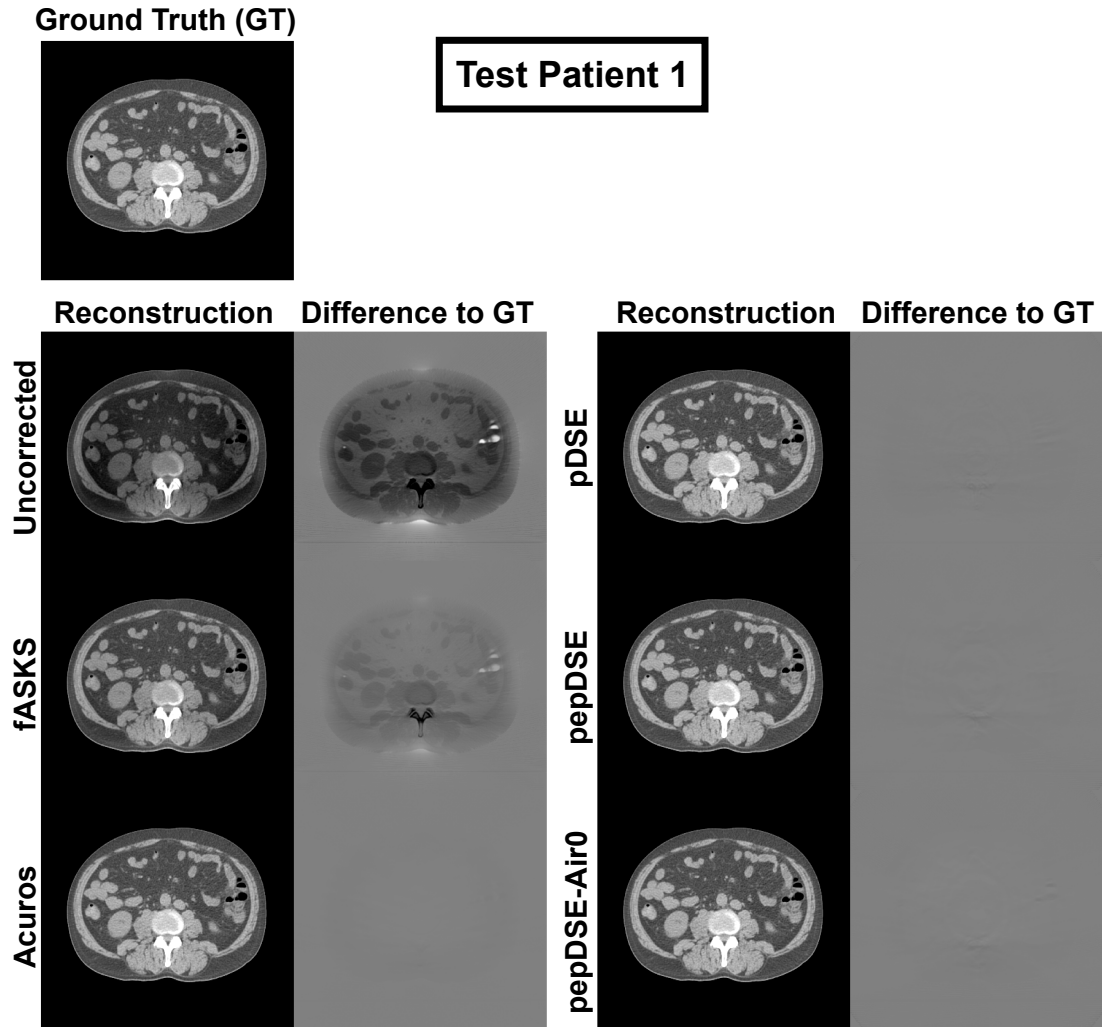 Ground Truth (GT)
Test Patient 1
Reconstruction Difference to GT
Reconstruction Difference to GT
Uncorrected
fASKS
Acuros
pDSE
pepDSE
pepDSE-Air0